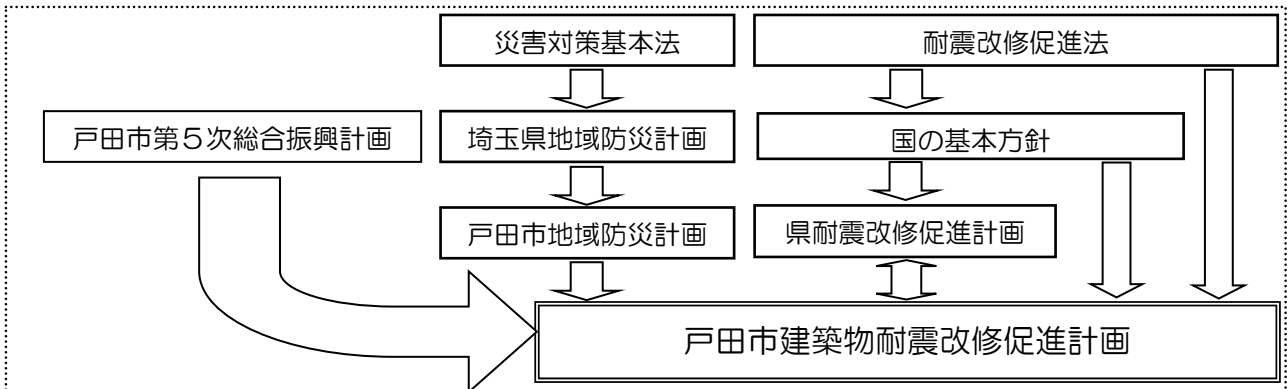 災害対策基本法
耐震改修促進法
戸田市第５次総合振興計画
埼玉県地域防災計画
国の基本方針
戸田市地域防災計画
県耐震改修促進計画
戸田市建築物耐震改修促進計画